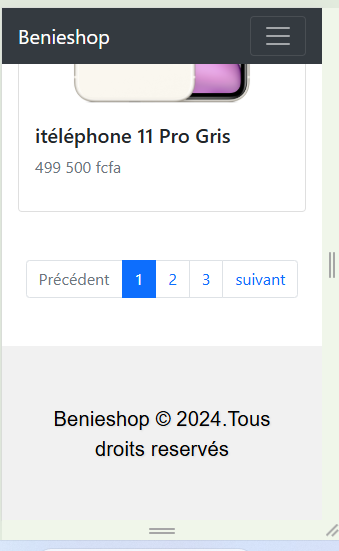 Benieshop
itéléphone 11 Pro Gris
499 500 fcfa
Précédent 1 2 3 suivant
Benieshop © 2024.Tous
droits reservés